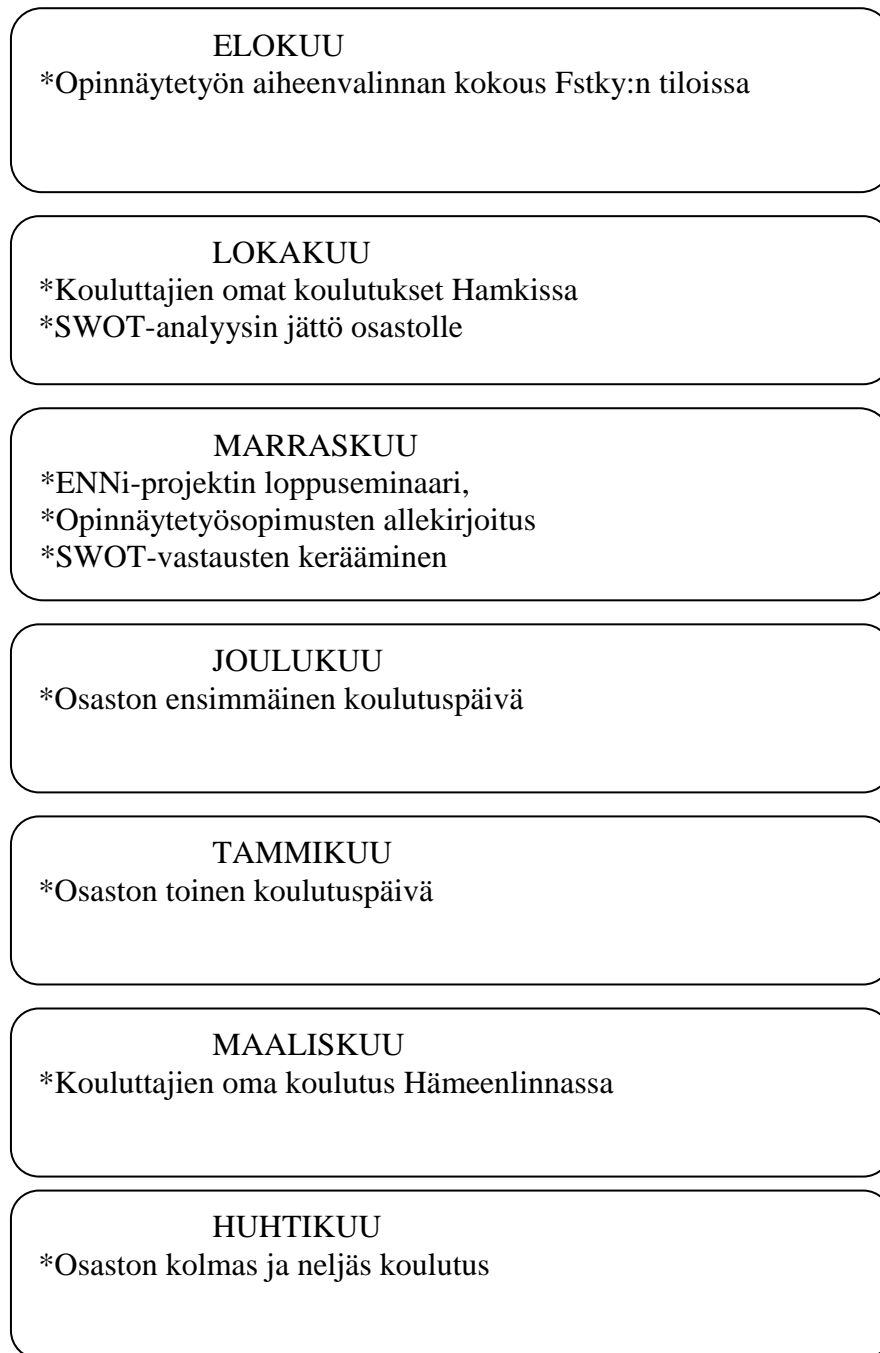 ELOKUU
*Opinnäytetyön aiheenvalinnan kokous Fstky:n tiloissa
LOKAKUU
*Kouluttajien omat koulutukset Hamkissa
*SWOT-analyysin jättö osastolle
MARRASKUU
*ENNi-projektin loppuseminaari,
*Opinnäytetyösopimusten allekirjoitus
*SWOT-vastausten kerääminen
JOULUKUU
*Osaston ensimmäinen koulutuspäivä
TAMMIKUU
*Osaston toinen koulutuspäivä
MAALISKUU
*Kouluttajien oma koulutus Hämeenlinnassa
HUHTIKUU
*Osaston kolmas ja neljäs koulutus